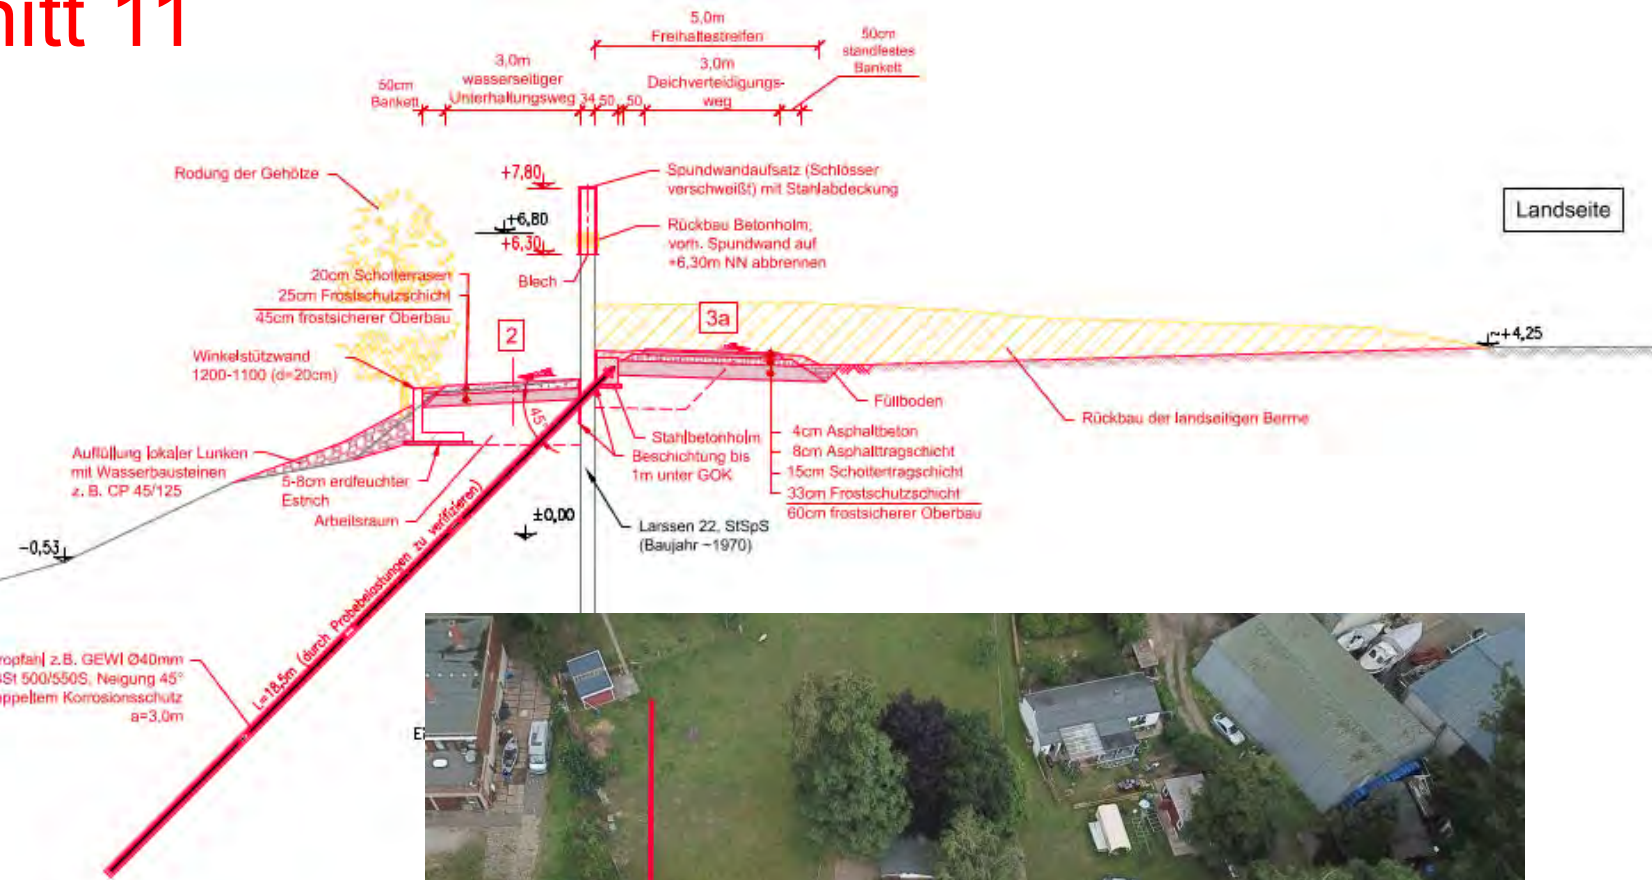 nitt 11
5,0m
Freihaltestreifen
50cm
standfestes
Bankett
3,0m
wasserseitiger
Unterhaltungsweg
50cm
Bankett
34 50 50
3,0m
Deichverteidigungs-
weg
Rodung der Gehölze
+7,80
+6,80
+6,30
Blech
Spundwandaufsatz (Schlösser
verschweißt) mit Stahlabdeckung
Rückbau Betonholm,
vorh. Spundwand auf
+6,30m NN abbrennen
Landseite
20cm Schotterrasen
25cm Frostschutzschicht
45cm frostsicherer Oberbau
2
3a
~+4,25
Winkelstützwand
1200-1100 (d=20cm)
45°
Füllboden
Rückbau der landseitigen Berme
Auffüllung lokaler Lunken
mit Wasserbausteinen
z. B. CP 45/125
5-8cm erdfeuchter
Estrich
Arbeitsraum
Stahlbetonholm
Beschichtung bis
1m unter GOK
4cm Asphaltbeton
8cm Asphalttragschicht
15cm Schottertragschicht
33cm Frostschutzschicht
60cm frostsicherer Oberbau
±0,00
Larssen 22, StSpS
(Baujahr ~1970)
-0,53
L=18,5m (durch Probebelastungen zu verifizieren)
ropfahl z.B. GEWI Ø40mm
St 500/550S, Neigung 45°
ppeltem Korrosionsschutz
a=3,0m